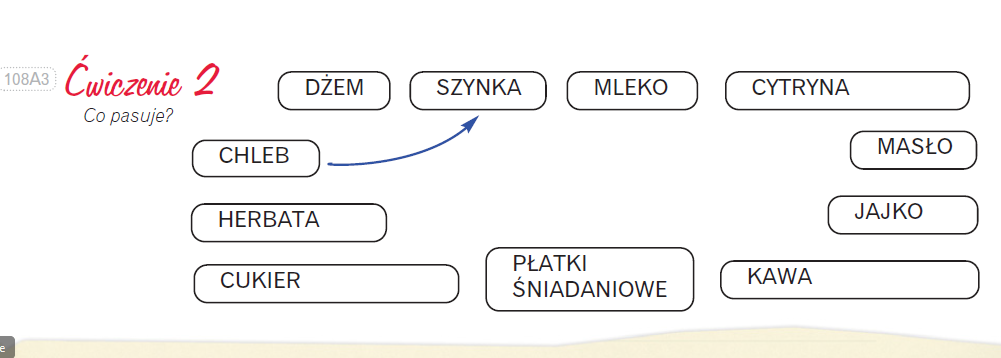 108A3
Ćwiczenie 2
Co pasuje?
DŻEM
SZYNKA
MLEKO
CYTRYNA
CHLEB
MASŁO
HERBATA
JAJKO
CUKIER
PŁATKI
ŚNIADANIOWE
KAWA
e